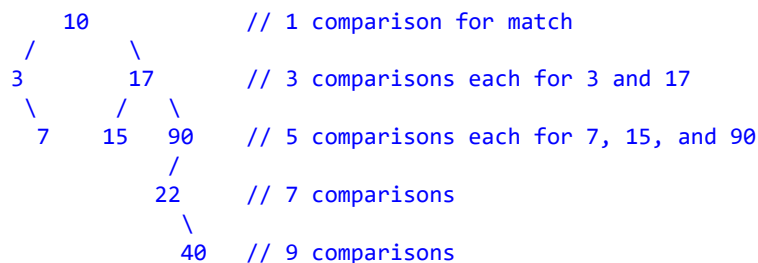 10 // 1 comparison for match
/ \
3 17 // 3 comparisons each for 3 and 17
\ / \
7 15 90 // 5 comparisons each for 7, 15, and 90
/
22 // 7 comparisons
\
40 // 9 comparisons